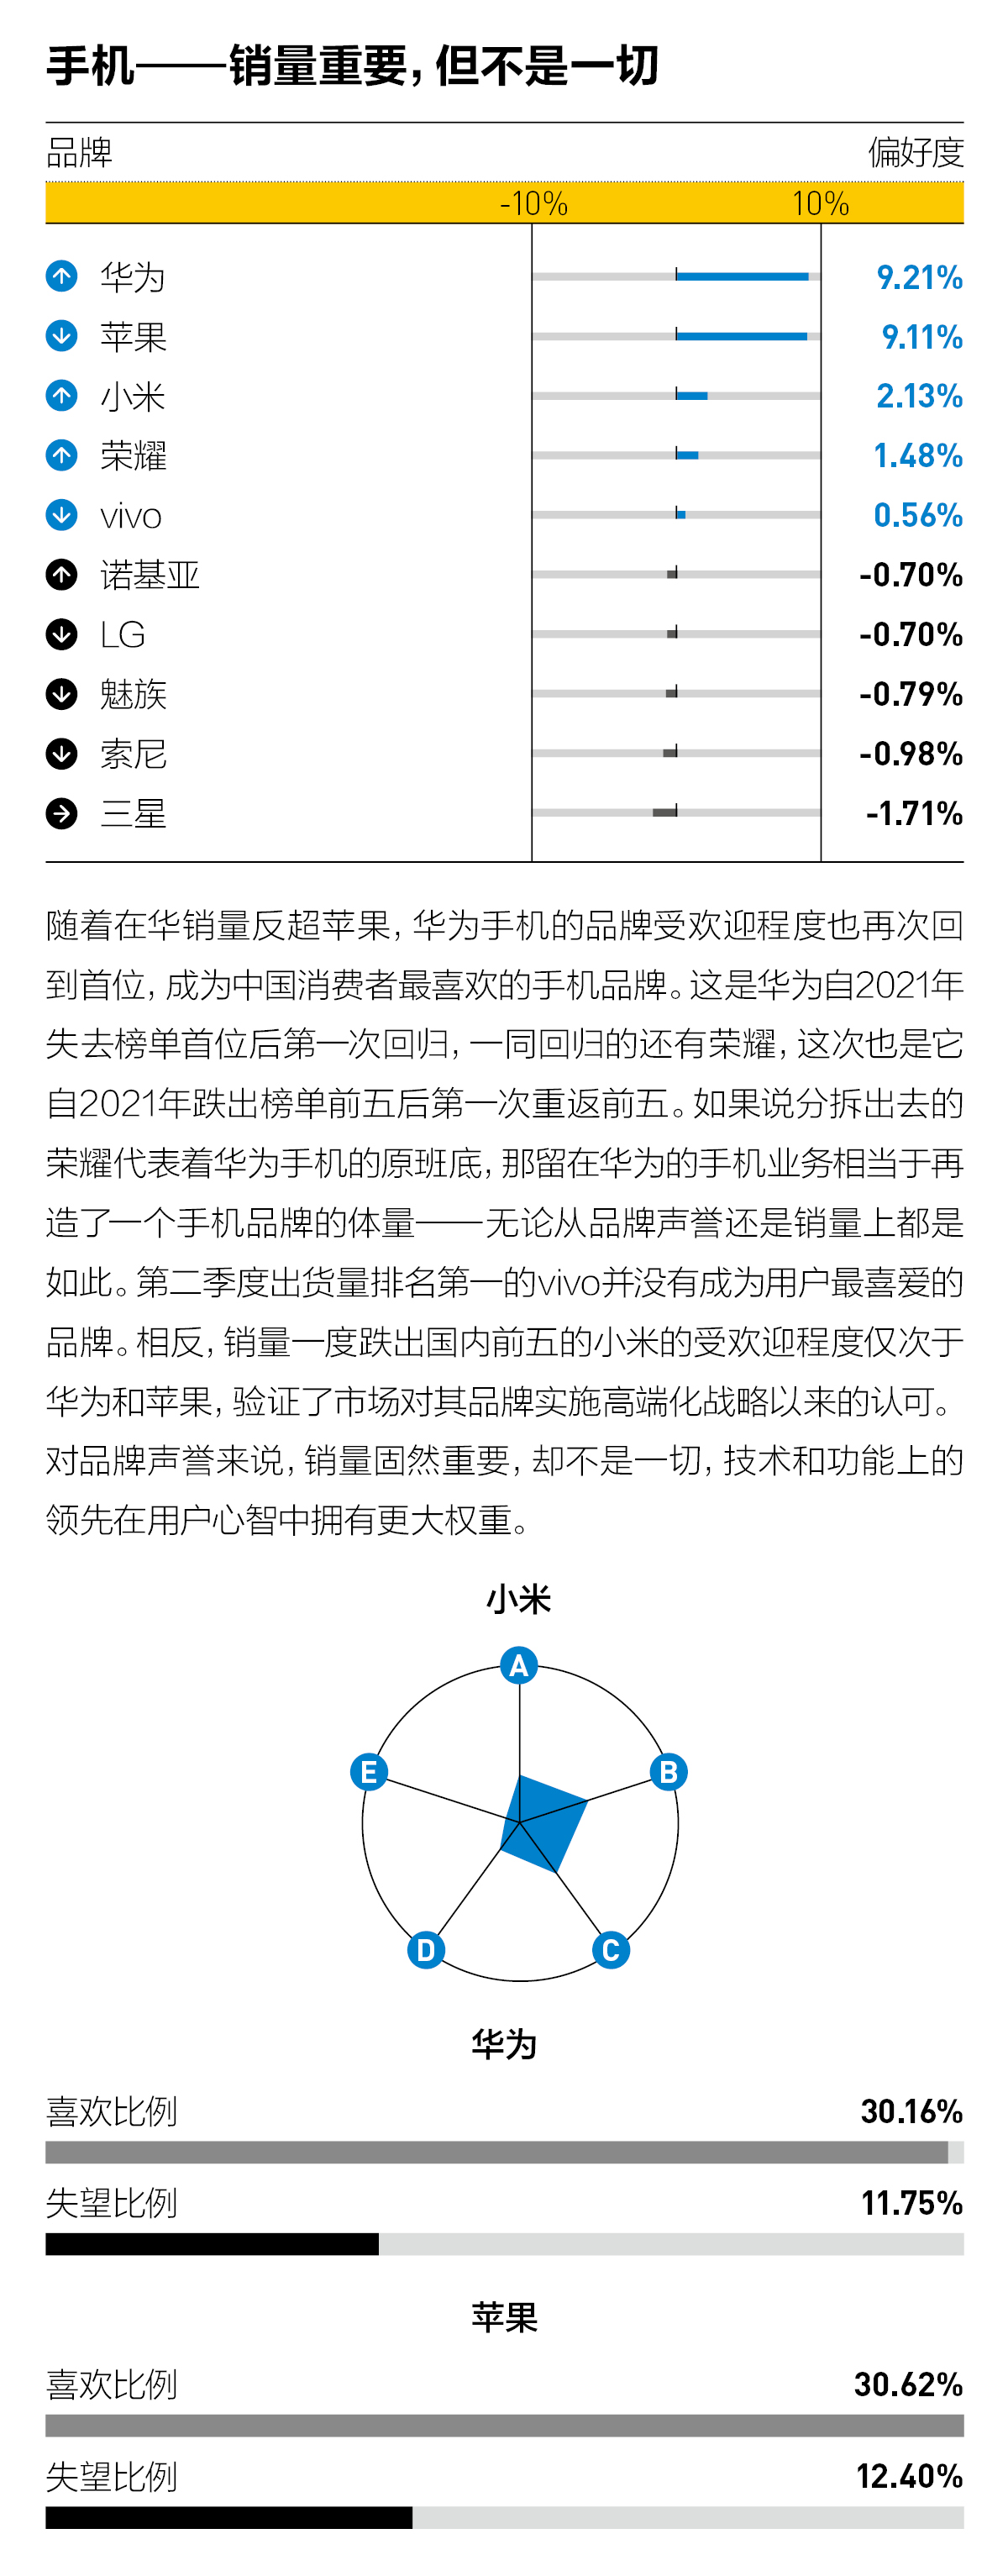 手机——销量重要，但不是一切
品牌 偏好度
-10% 10%
华为 9.21%
苹果 9.11%
小米 2.13%
荣耀 1.48%
vivo 0.56%
诺基亚 -0.70%
LG -0.70%
魅族 -0.79%
索尼 -0.98%
三星 -1.71%
随着在华销量反超苹果，华为手机的品牌受欢迎程度也再次回
到首位，成为中国消费者最喜欢的手机品牌。这是华为自2021年
失去榜单首位后第一次回归，一同回归的还有荣耀，这次也是它
自2021年跌出榜单前五后第一次重返前五。如果说分拆出去的
荣耀代表着华为手机的原班底，那留在华为的手机业务相当于再
造了一个手机品牌的体量——无论从品牌声誉还是销量上都是
如此。第二季度出货量排名第一的vivo并没有成为用户最喜爱的
品牌。相反，销量一度跌出国内前五的小米的受欢迎程度仅次于
华为和苹果，验证了市场对其品牌实施高端化战略以来的认可。
对品牌声誉来说，销量固然重要，却不是一切，技术和功能上的
领先在用户心智中拥有更大权重。
小米
A
E B
D C
华为
喜欢比例 30.16%
失望比例 11.75%
苹果
喜欢比例 30.62%
失望比例 12.40%